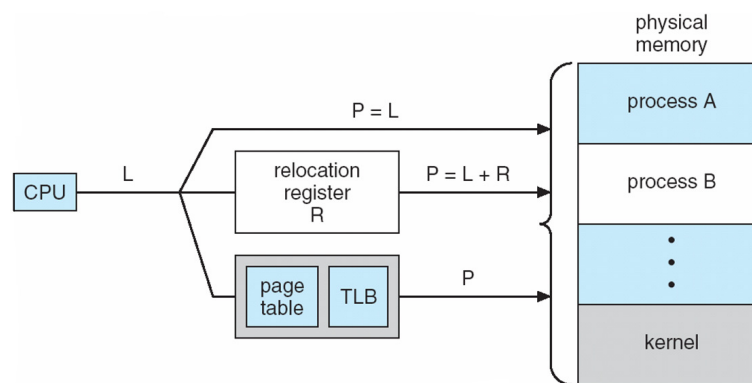 physical
memory
process A
P = L
L
relocation
register
R
P = L + R
CPU
process B
page
table
TLB
P
kernel